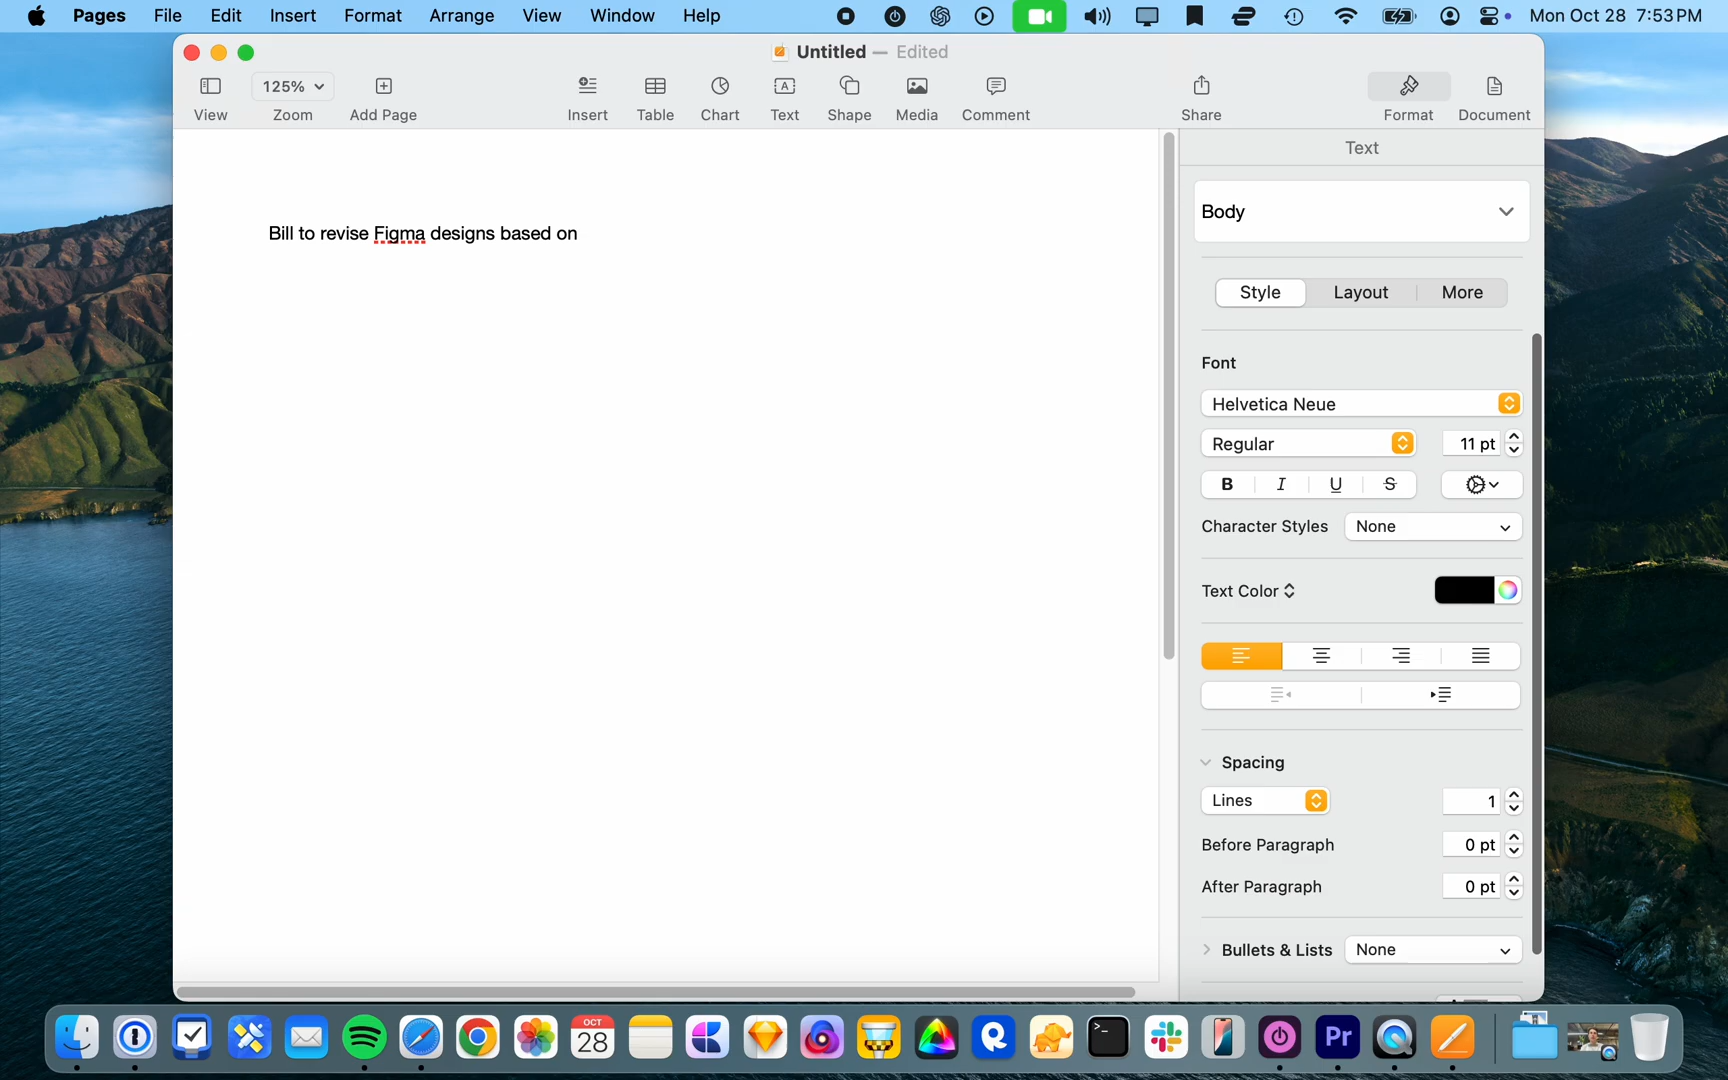 Pages File Edit Insert Format Arrange View Window Help Mon Oct 28 7:53 PM
Untitled — Edited
125%
View Zoom Add Page Insert Table Chart Text Shape Media Comment Share Format Document
Text
Body
Bill to revise Figma designs based on
Style Layout More
Font
Helvetica Neue
Regular 11 pt
B I U S
Character Styles None
Text Color
Spacing
Lines 1
Before Paragraph 0 pt
After Paragraph 0 pt
Bullets & Lists None
OCT
28
Pr